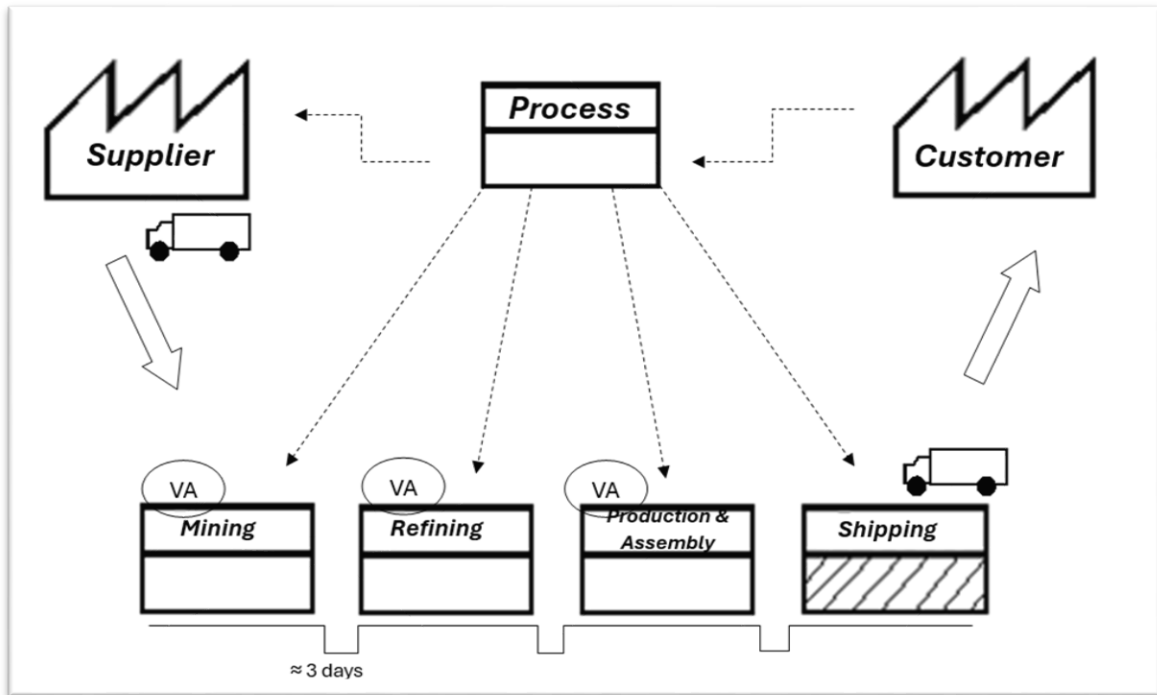 Process
Supplier
Customer
VA
VA
VA
Mining
Refining
Production &
Assembly
Shipping
≈ 3 days